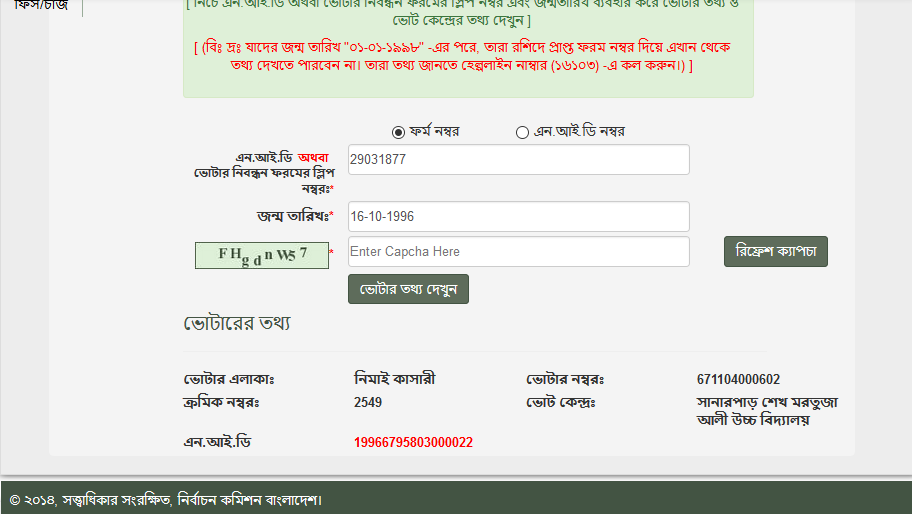 ফিস/চার্জ
[ নিচে এন.আই.ডি অথবা ভোটার নিবন্ধন ফরমের স্লিপ নম্বর এবং জন্মতারিখ ব্যবহার করে ভোটার তথ্য ও
ভোট কেন্দ্রের তথ্য দেখুন ]
[ (বিঃ দ্রঃ যাদের জন্ম তারিখ "০১-০১-১৯৯৮" -এর পরে, তারা রশিদে প্রাপ্ত ফরম নম্বর দিয়ে এখান থেকে
তথ্য দেখতে পারবেন না। তারা তথ্য জানতে হেল্পলাইন নাম্বার (১৬১০৩) -এ কল করুন।) ]
ফর্ম নম্বর এন.আই.ডি নম্বর
এন.আই.ডি অথবা
ভোটার নিবন্ধন ফরমের স্লিপ
নম্বরঃ*
29031877
জন্ম তারিখঃ* 16-10-1996
FHgdnW57* Enter Capcha Here রিফ্রেশ ক্যাপচা
ভোটার তথ্য দেখুন
ভোটারের তথ্য
ভোটার এলাকাঃ নিমাই কাসারী ভোটার নম্বরঃ 671104000602
ক্রমিক নম্বরঃ 2549 ভোট কেন্দ্রঃ সানারপাড় শেখ মরতুজা
আলী উচ্চ বিদ্যালয়
এন.আই.ডি 19966795803000022
© ২০১৪, সত্ত্বাধিকার সংরক্ষিত, নির্বাচন কমিশন বাংলাদেশ।